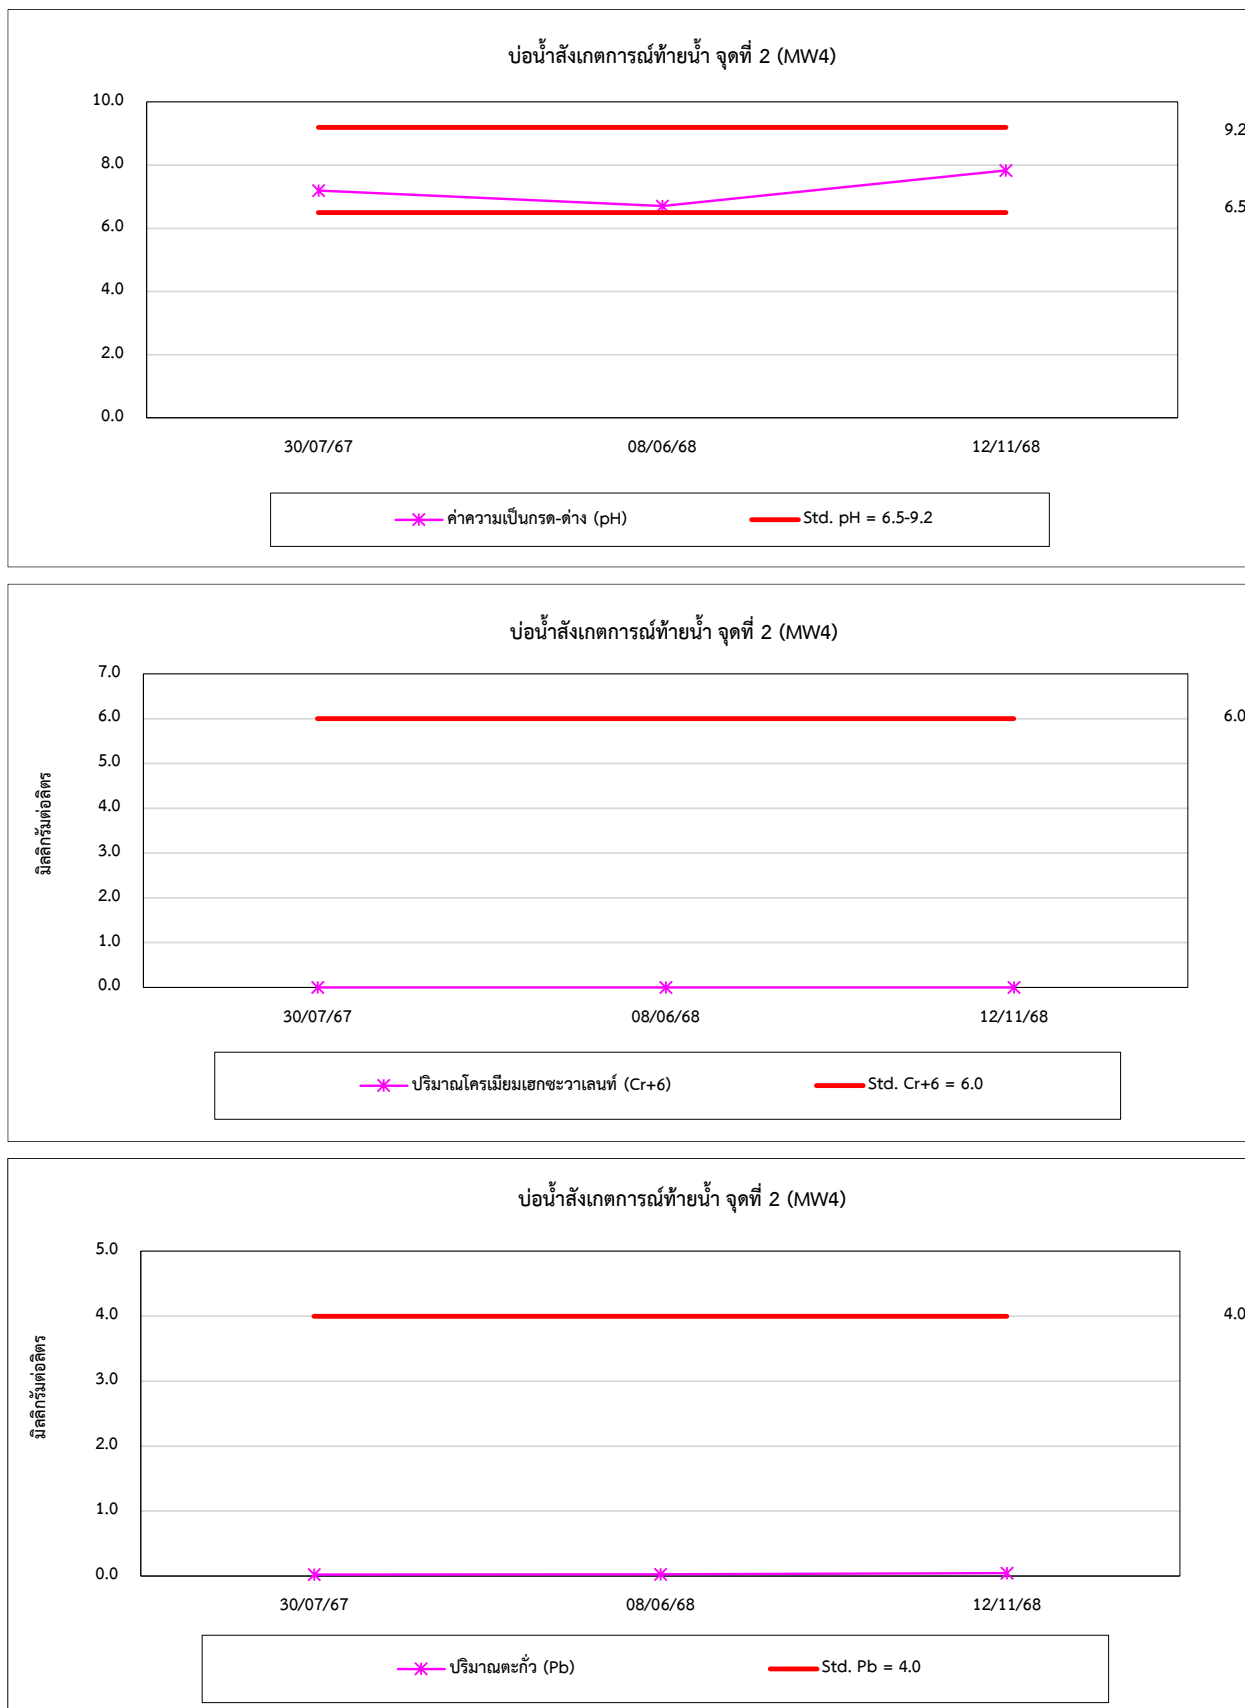 บ่อน้ำสังเกตการณ์ท้ายน้ำ จุดที่ 2 (MW4)
10.0
8.0
6.0
4.0
2.0
0.0
9.2
6.5
30/07/67 08/06/68 12/11/68
ค่าความเป็นกรด-ด่าง (pH) Std. pH = 6.5-9.2
บ่อน้ำสังเกตการณ์ท้ายน้ำ จุดที่ 2 (MW4)
มิลลิกรัมต่อลิตร
7.0
6.0
5.0
4.0
3.0
2.0
1.0
0.0
6.0
30/07/67 08/06/68 12/11/68
ปริมาณโครเมียมเฮกซะวาเลนท์ (Cr+6) Std. Cr+6 = 6.0
บ่อน้ำสังเกตการณ์ท้ายน้ำ จุดที่ 2 (MW4)
มิลลิกรัมต่อลิตร
5.0
4.0
3.0
2.0
1.0
0.0
4.0
30/07/67 08/06/68 12/11/68
ปริมาณตะกั่ว (Pb) Std. Pb = 4.0